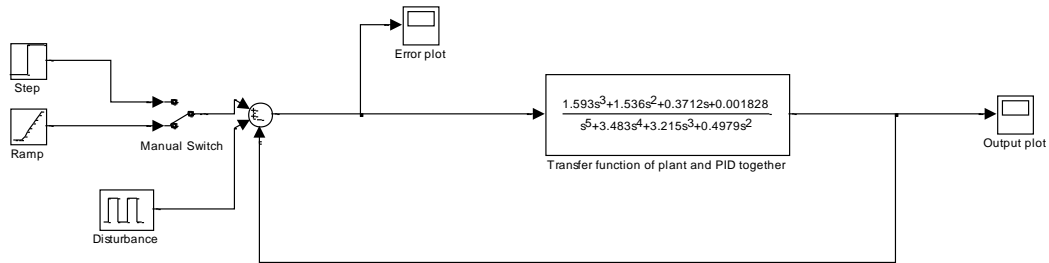 Error plot
Step
Ramp
Manual Switch
1.593s3+1.536s2+0.3712s+0.001828
s5+3.483s4+3.215s3+0.4979s2
Transfer function of plant and PID together
Output plot
Disturbance